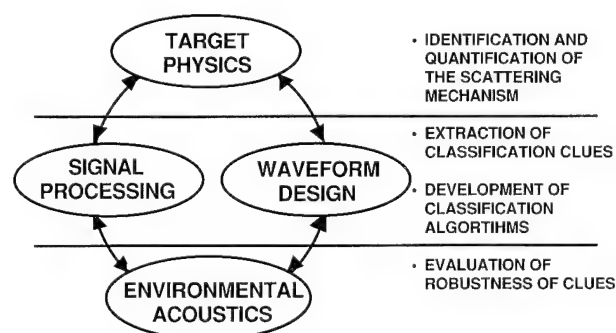 TARGET
PHYSICS
• IDENTIFICATION AND
QUANTIFICATION OF
THE SCATTERING
MECHANISM
SIGNAL
PROCESSING
WAVEFORM
DESIGN
• EXTRACTION OF
CLASSIFICATION CLUES
• DEVELOPMENT OF
CLASSIFICATION
ALGORTIHMS
ENVIRONMENTAL
ACOUSTICS
• EVALUATION OF
ROBUSTNESS OF CLUES